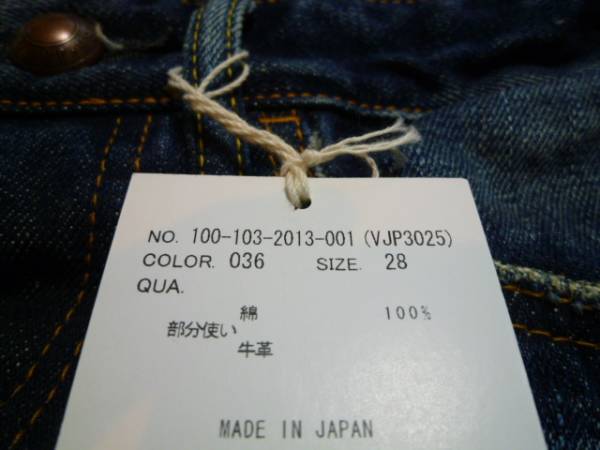 NO. 100-103-2013-001 (VJP3025)
COLOR. 036 SIZE. 28
QUA.
綿 100%
部分使い
牛革
MADE IN JAPAN